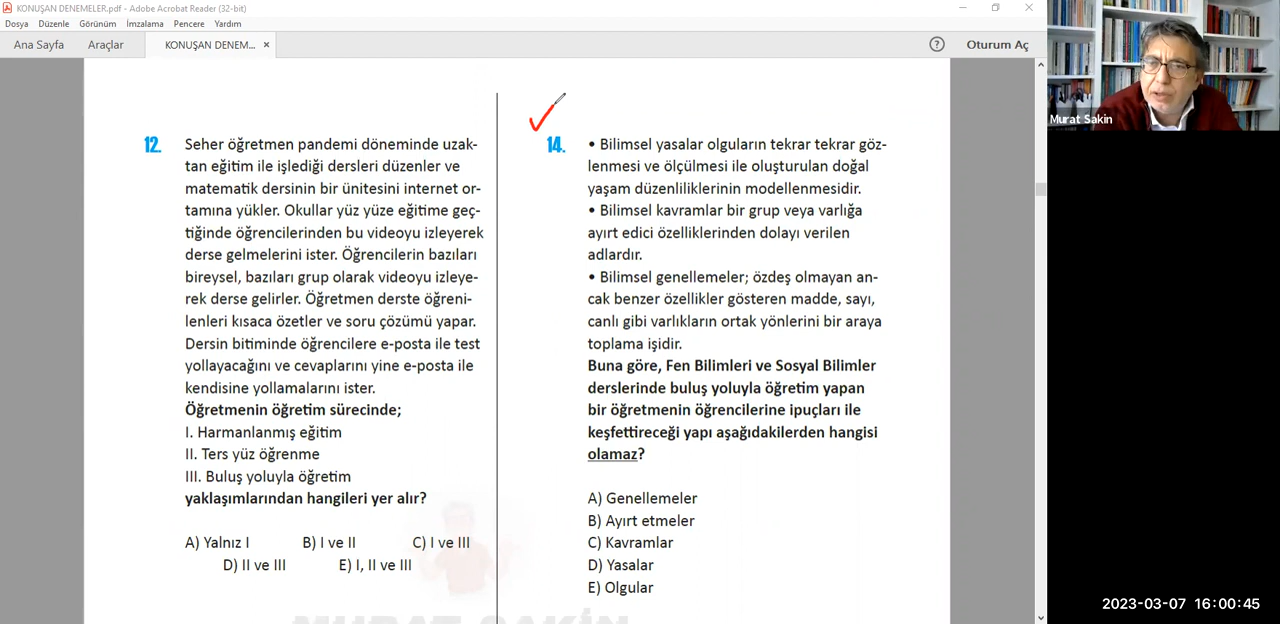 KONUŞAN DENEMELER.pdf - Adobe Acrobat Reader (32-bit)
Dosya Düzenle Görünüm İmzalama Pencere Yardım
Ana Sayfa Araçlar KONUŞAN DENEM... × ? Oturum Aç
Murat Sakin
12. Seher öğretmen pandemi döneminde uzak-
tan eğitim ile işlediği dersleri düzenler ve
matematik dersinin bir ünitesini internet or-
tamına yükler. Okullar yüz yüze eğitime geç-
tiğinde öğrencilerinden bu videoyu izleyerek
derse gelmelerini ister. Öğrencilerin bazıları
bireysel, bazıları grup olarak videoyu izleye-
rek derse gelirler. Öğretmen derste öğreni-
lenleri kısaca özetler ve soru çözümü yapar.
Dersin bitiminde öğrencilere e-posta ile test
yollayacağını ve cevaplarını yine e-posta ile
kendisine yollamalarını ister.
Öğretmenin öğretim sürecinde;
I. Harmanlanmış eğitim
II. Ters yüz öğrenme
III. Buluş yoluyla öğretim
yaklaşımlarından hangileri yer alır?
A) Yalnız I B) I ve II C) I ve III
D) II ve III E) I, II ve III
14. • Bilimsel yasalar olguların tekrar tekrar göz-
lenmesi ve ölçülmesi ile oluşturulan doğal
yaşam düzenliliklerinin modellenmesidir.
• Bilimsel kavramlar bir grup veya varlığa
ayırt edici özelliklerinden dolayı verilen
adlardır.
• Bilimsel genellemeler; özdeş olmayan an-
cak benzer özellikler gösteren madde, sayı,
canlı gibi varlıkların ortak yönlerini bir araya
toplama işidir.
Buna göre, Fen Bilimleri ve Sosyal Bilimler
derslerinde buluş yoluyla öğretim yapan
bir öğretmenin öğrencilerine ipuçları ile
keşfettireceği yapı aşağıdakilerden hangisi
olamaz?
A) Genellemeler
B) Ayırt etmeler
C) Kavramlar
D) Yasalar
E) Olgular
MURAT SAKİN
2023-03-07 16:00:45